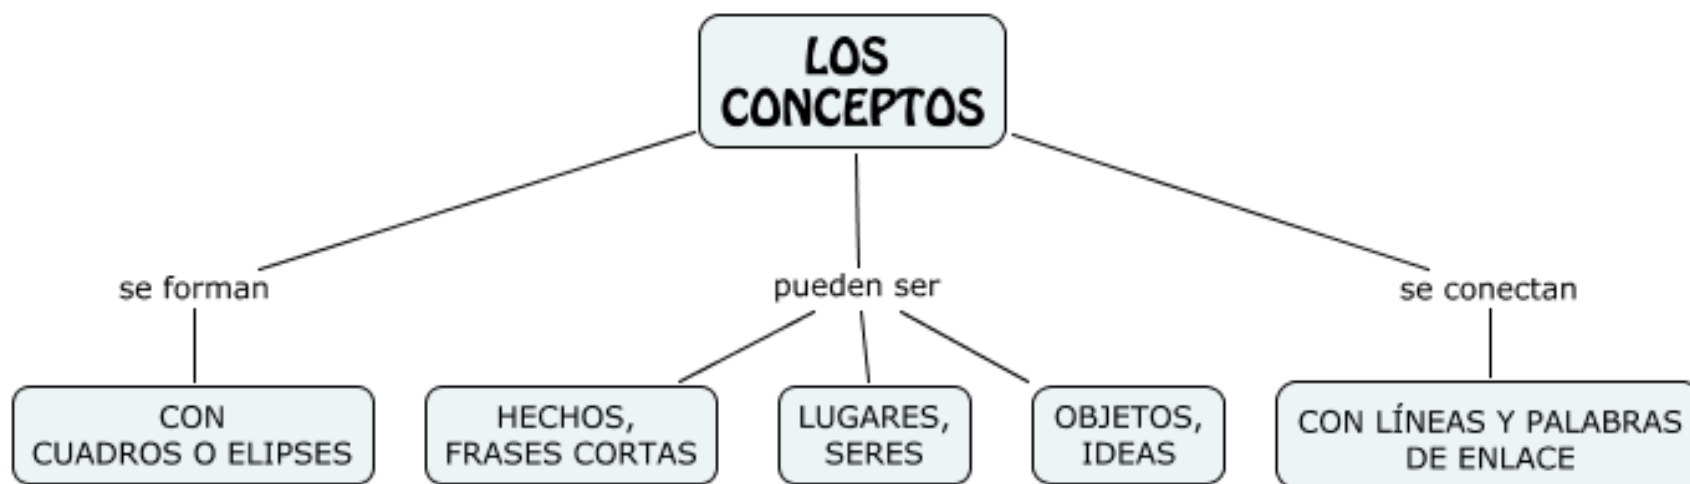 LOS
CONCEPTOS
se forman
pueden ser
se conectan
CON
CUADROS O ELIPSES
HECHOS,
FRASES CORTAS
LUGARES,
SERES
OBJETOS,
IDEAS
CON LÍNEAS Y PALABRAS
DE ENLACE